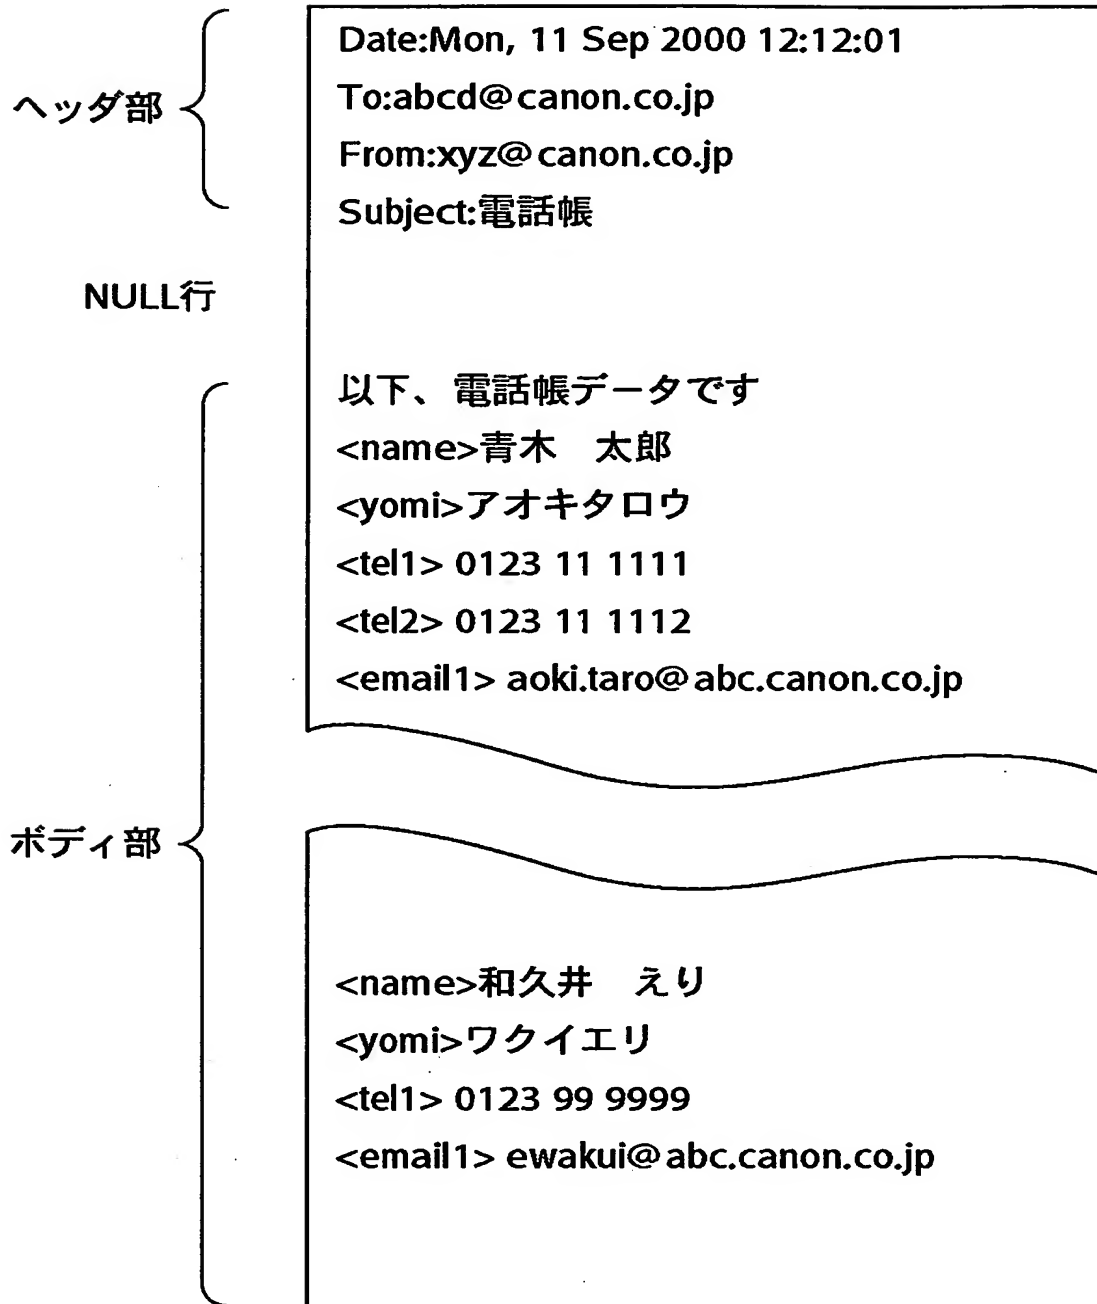 ヘッダ部
Date:Mon, 11 Sep 2000 12:12:01
To:abcd@canon.co.jp
From:xyz@canon.co.jp
Subject:電話帳
NULL行
ボディ部
以下、電話帳データです
<name>青木　太郎
<yomi>アオキタロウ
<tel1> 0123 11 1111
<tel2> 0123 11 1112
<email1> aoki.taro@abc.canon.co.jp
<name>和久井　えり
<yomi>ワクイエリ
<tel1> 0123 99 9999
<email1> ewakui@abc.canon.co.jp